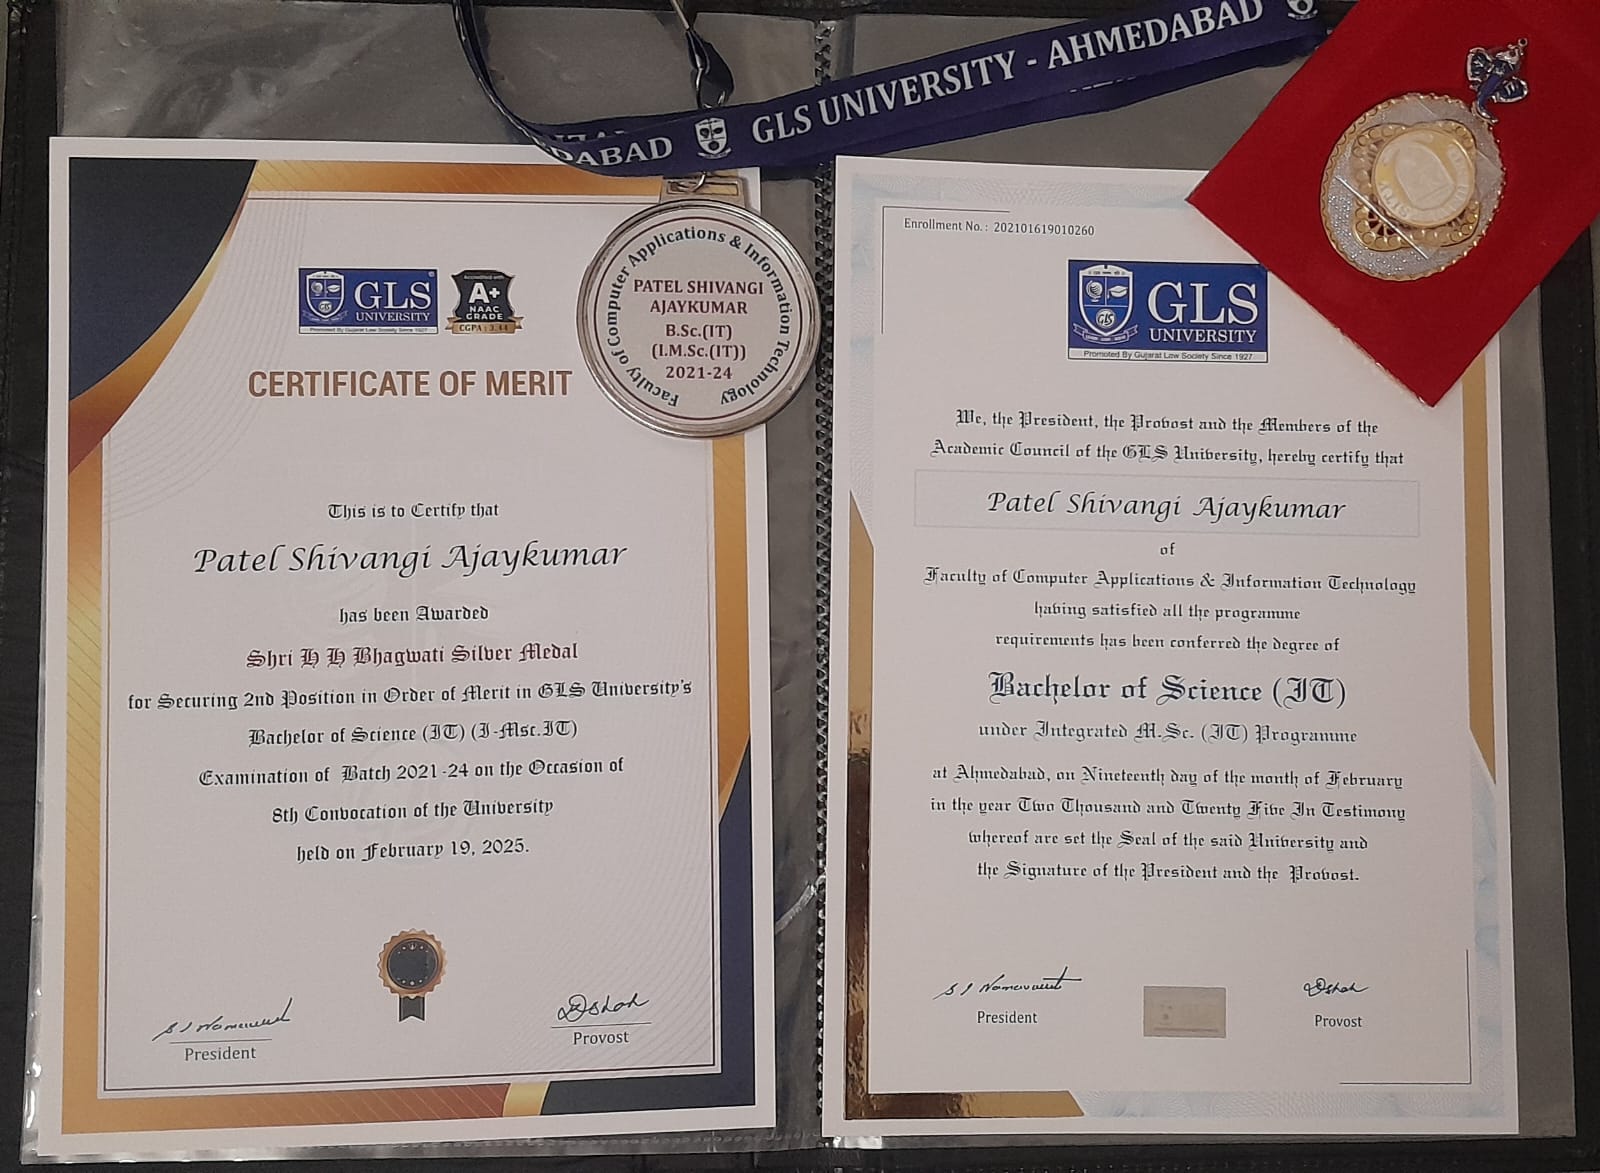 GLS UNIVERSITY - AHMEDABAD
DABAD
GLS
UNIVERSITY
Promoted By Gujarat Law Society Since 1927
Accredited with
A+
NAAC
GRADE
CGPA : 3.44
CERTIFICATE OF MERIT
This is to Certify that
Patel Shivangi Ajaykumar
has been Awarded
Shri H H Bhagwati Silver Medal
for Securing 2nd Position in Order of Merit in GLS University's
Bachelor of Science (IT) (I-Msc.IT)
Examination of Batch 2021-24 on the Occasion of
8th Convocation of the University
held on February 19, 2025.
President
Provost
Faculty of Computer Applications & Information Technology
PATEL SHIVANGI
AJAYKUMAR
B.Sc.(IT)
(I.M.Sc.(IT))
2021-24
Enrollment No. : 202101619010260
GLS
UNIVERSITY
Promoted By Gujarat Law Society Since 1927
We, the President, the Provost and the Members of the
Academic Council of the GLS University, hereby certify that
Patel Shivangi Ajaykumar
of
Faculty of Computer Applications & Information Technology
having satisfied all the programme
requirements has been conferred the degree of
Bachelor of Science (IT)
under Integrated M.Sc. (IT) Programme
at Ahmedabad, on Nineteenth day of the month of February
in the year Two Thousand and Twenty Five In Testimony
whereof are set the Seal of the said University and
the Signature of the President and the Provost.
President
Provost